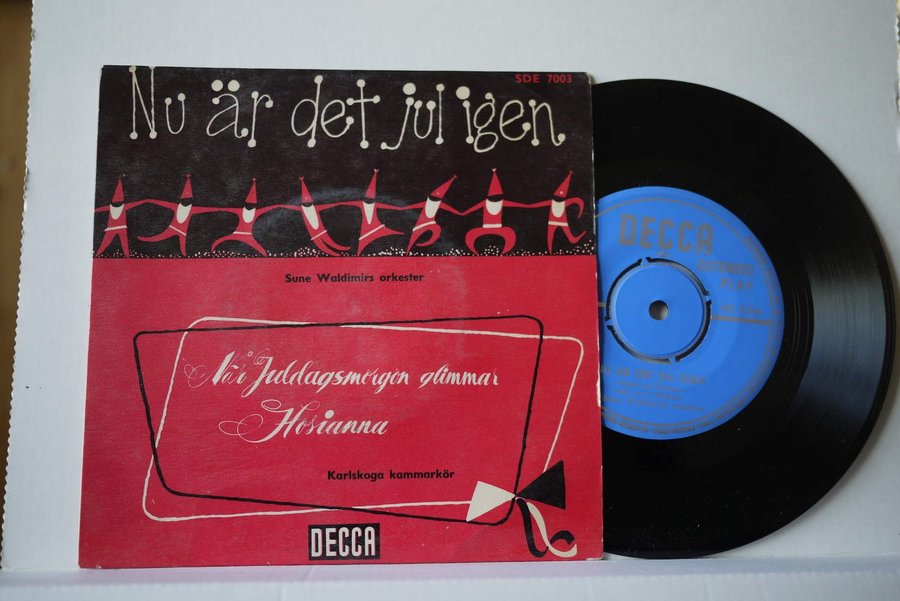 SDE 7003
Nu är det jul igen
Sune Waldimirs orkester
När Juldagsmorgon glimmar
Hosianna
Karlskoga kammarkör
DECCA
DECCA
EXTENDED
PLAY